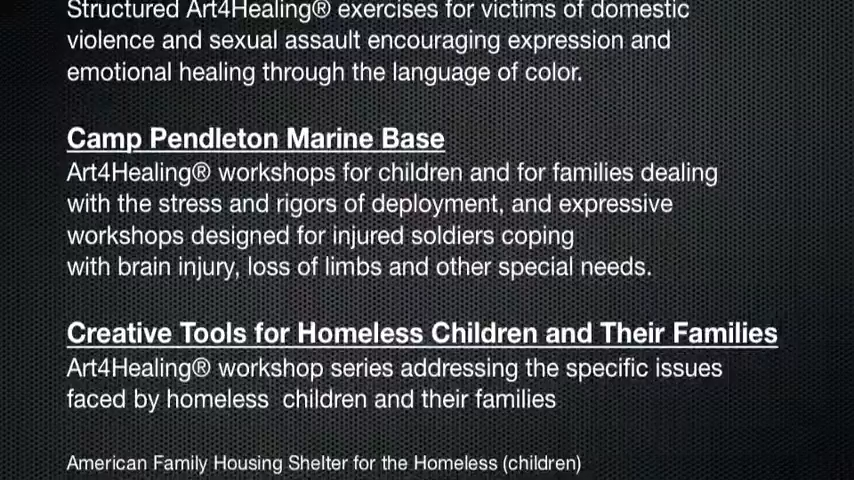 Structured Art4Healing® exercises for victims of domestic
violence and sexual assault encouraging expression and
emotional healing through the language of color.
Camp Pendleton Marine Base
Art4Healing® workshops for children and for families dealing
with the stress and rigors of deployment, and expressive
workshops designed for injured soldiers coping
with brain injury, loss of limbs and other special needs.
Creative Tools for Homeless Children and Their Families
Art4Healing® workshop series addressing the specific issues
faced by homeless  children and their families
American Family Housing Shelter for the Homeless (children)